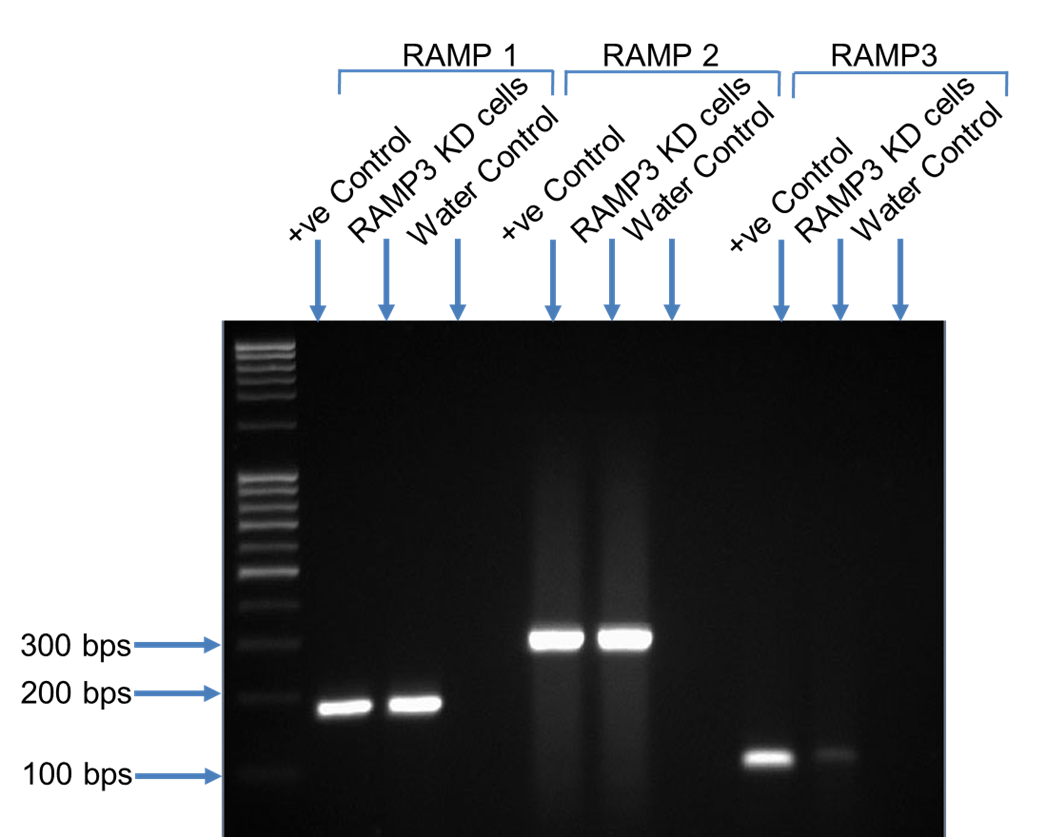 RAMP 1
RAMP 2
RAMP3
+ve Control
RAMP3 KD cells
Water Control
+ve Control
RAMP3 KD cells
Water Control
+ve Control
RAMP3 KD cells
Water Control
300 bps
200 bps
100 bps